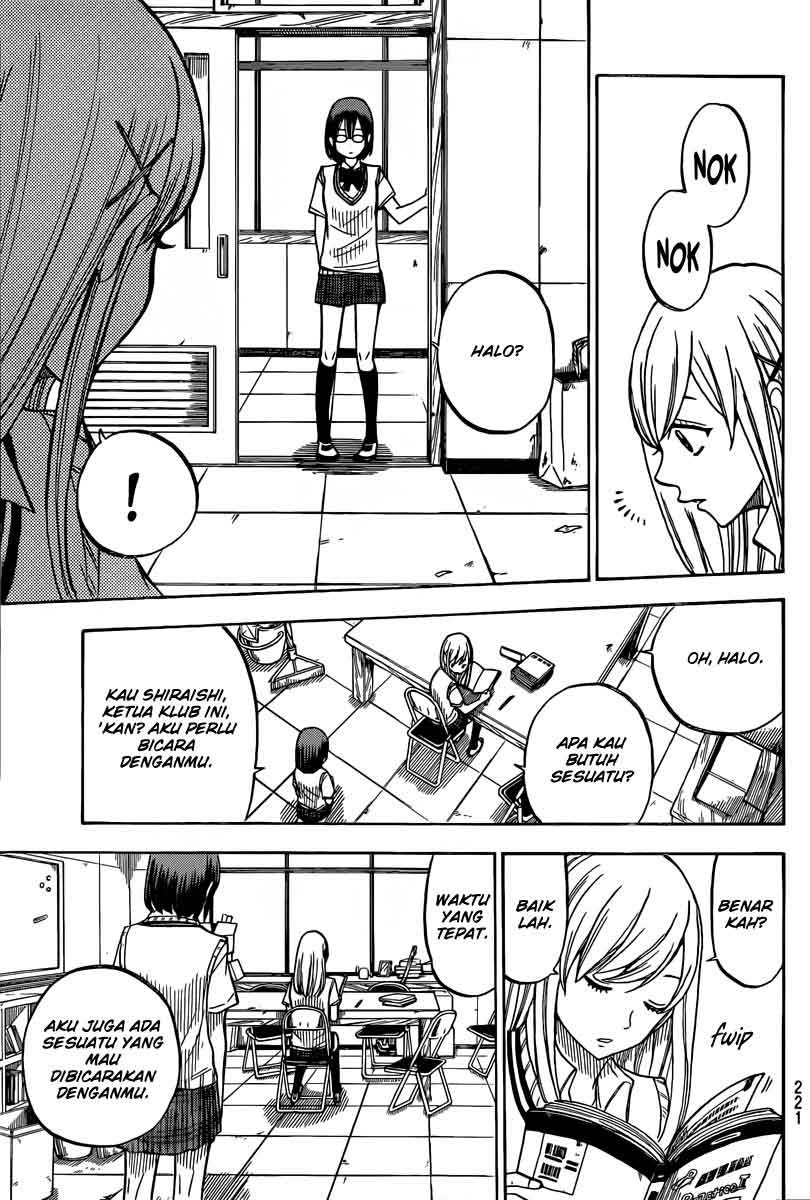 NOK
NOK
HALO?
!
OH, HALO.
APA KAU
BUTUH
SESUATU?
KAU SHIRAISHI,
KETUA KLUB INI,
'KAN? AKU PERLU
BICARA
DENGANMU.
BENAR
KAH?
BAIK
LAH.
fwip
WAKTU
YANG
TEPAT.
AKU JUGA ADA
SESUATU YANG
MAU
DIBICARAKAN
DENGANMU.
221